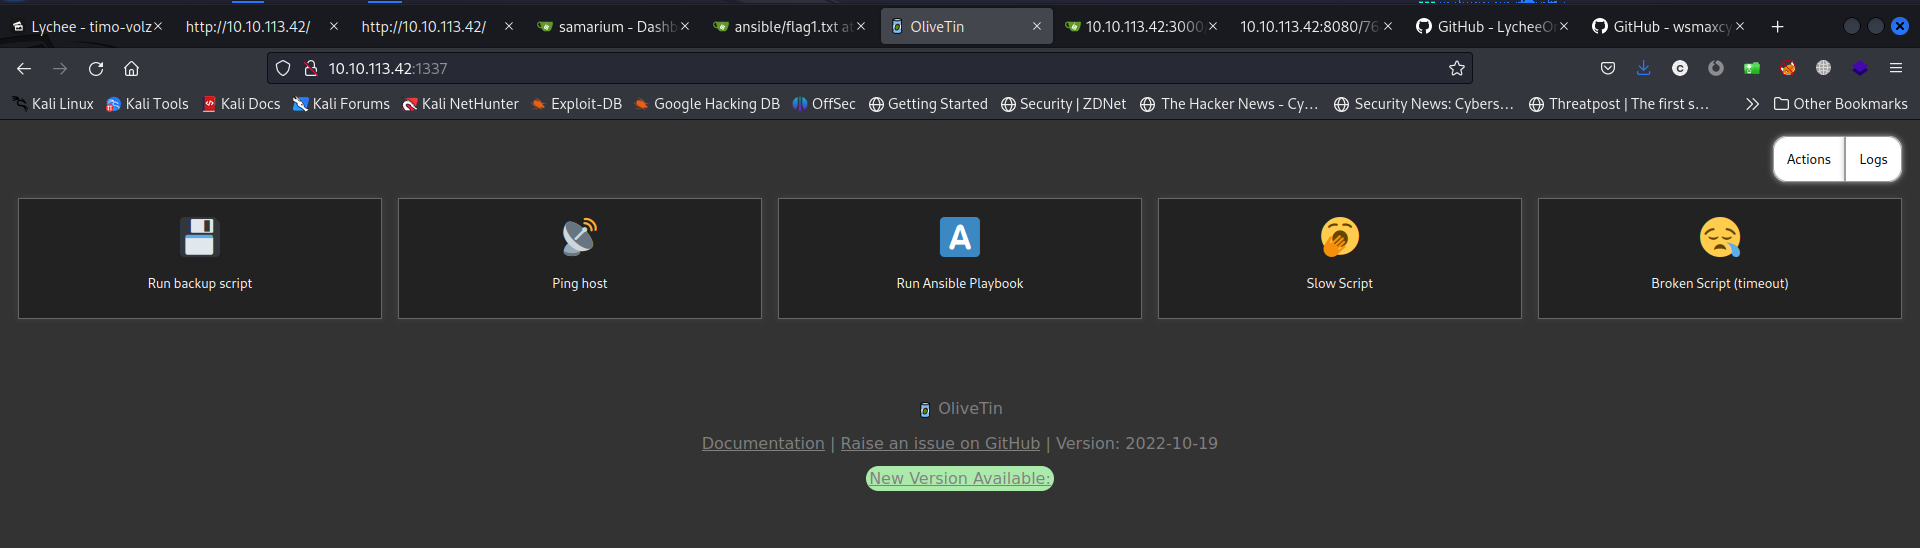 Lychee - timo-volz
http://10.10.113.42/
http://10.10.113.42/
samarium - Dashb
ansible/flag1.txt at
OliveTin
10.10.113.42:3000/
10.10.113.42:8080/76
GitHub - LycheeOr
GitHub - wsmaxcy
10.10.113.42:1337
Kali Linux
Kali Tools
Kali Docs
Kali Forums
Kali NetHunter
Exploit-DB
Google Hacking DB
OffSec
Getting Started
Security | ZDNet
The Hacker News - Cy…
Security News: Cybers…
Threatpost | The first s…
Other Bookmarks
Actions
Logs
Run backup script
Ping host
A
Run Ansible Playbook
Slow Script
Broken Script (timeout)
OliveTin
Documentation | Raise an issue on GitHub | Version: 2022-10-19
New Version Available: